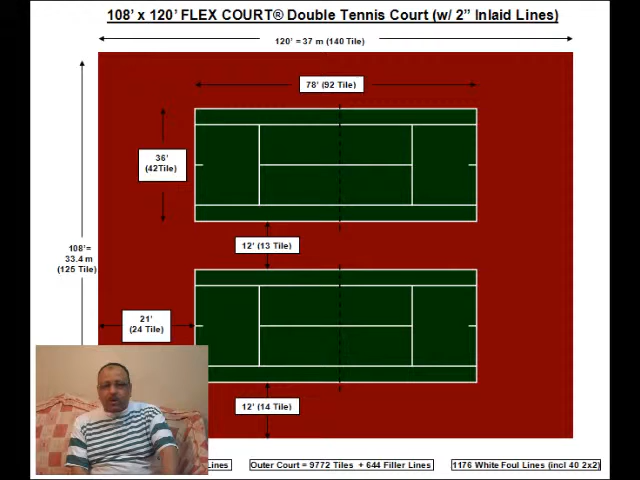 108' x 120' FLEX COURT® Double Tennis Court (w/ 2" Inlaid Lines)
120' = 37 m (140 Tile)
78' (92 Tile)
36'
(42Tile)
12' (13 Tile)
108'=
33.4 m
(125 Tile)
21'
(24 Tile)
12' (14 Tile)
Lines
Outer Court = 9772 Tiles + 644 Filler Lines
1176 White Foul Lines (incl 40 2x2)